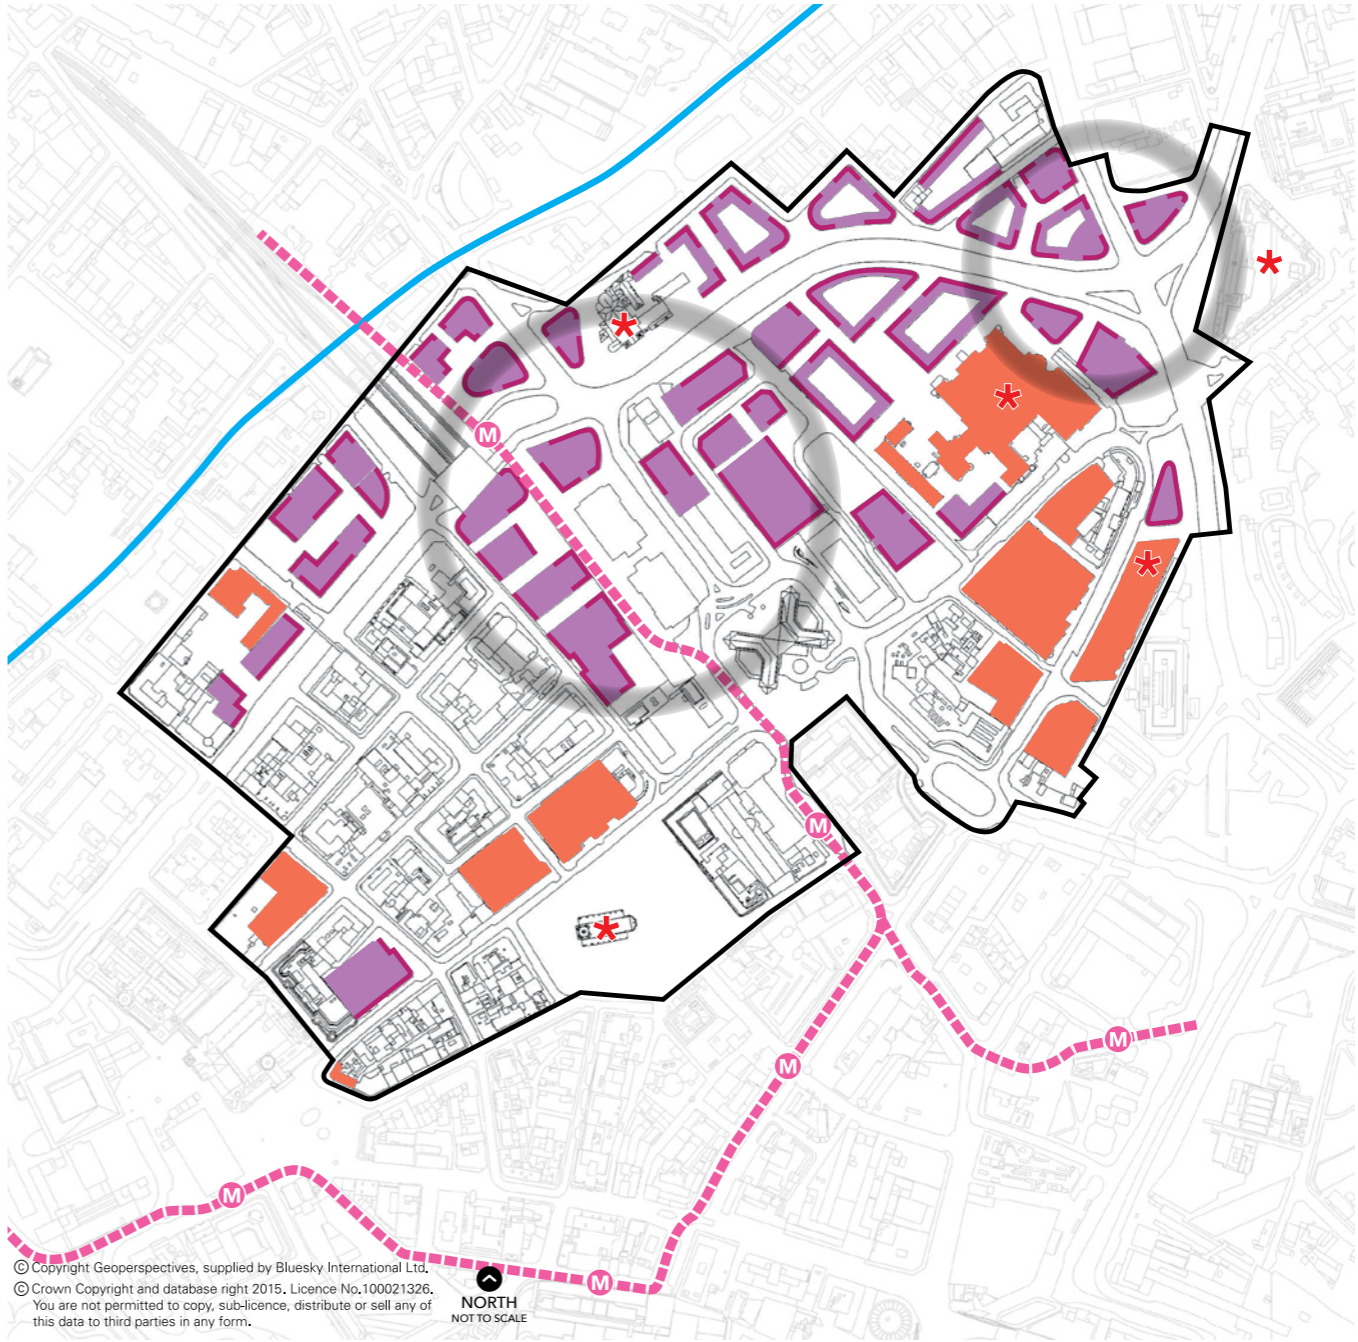 M
M
M
M
M
M
© Copyright Geoperspectives, supplied by Bluesky International Ltd.
© Crown Copyright and database right 2015. Licence No.100021326.
You are not permitted to copy, sub-licence, distribute or sell any of
this data to third parties in any form.
NORTH
NOT TO SCALE